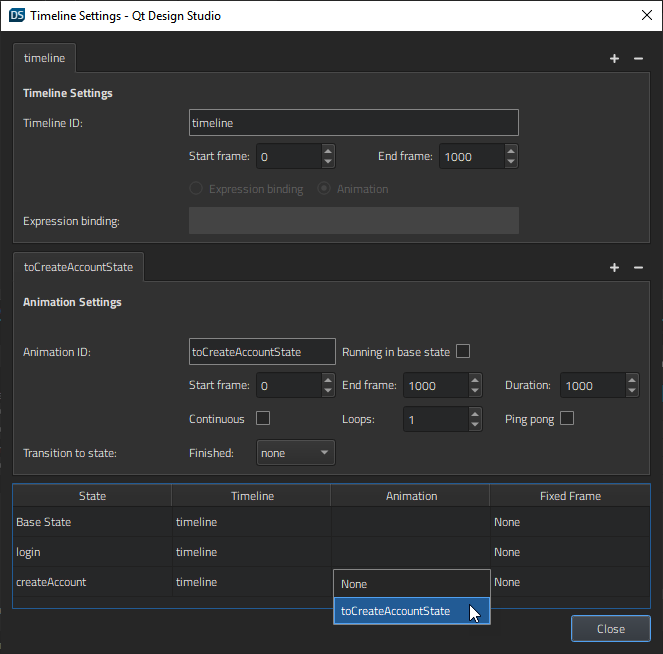 DS Timeline Settings - Qt Design Studio
timeline + −
Timeline Settings
Timeline ID: timeline
Start frame: 0 End frame: 1000
Expression binding Animation
Expression binding:
toCreateAccountState + −
Animation Settings
Animation ID: toCreateAccountState Running in base state
Start frame: 0 End frame: 1000 Duration: 1000
Continuous Loops: 1 Ping pong
Transition to state: Finished: none
State Timeline Animation Fixed Frame
Base State timeline None
login timeline None
createAccount timeline None None
toCreateAccountState
Close